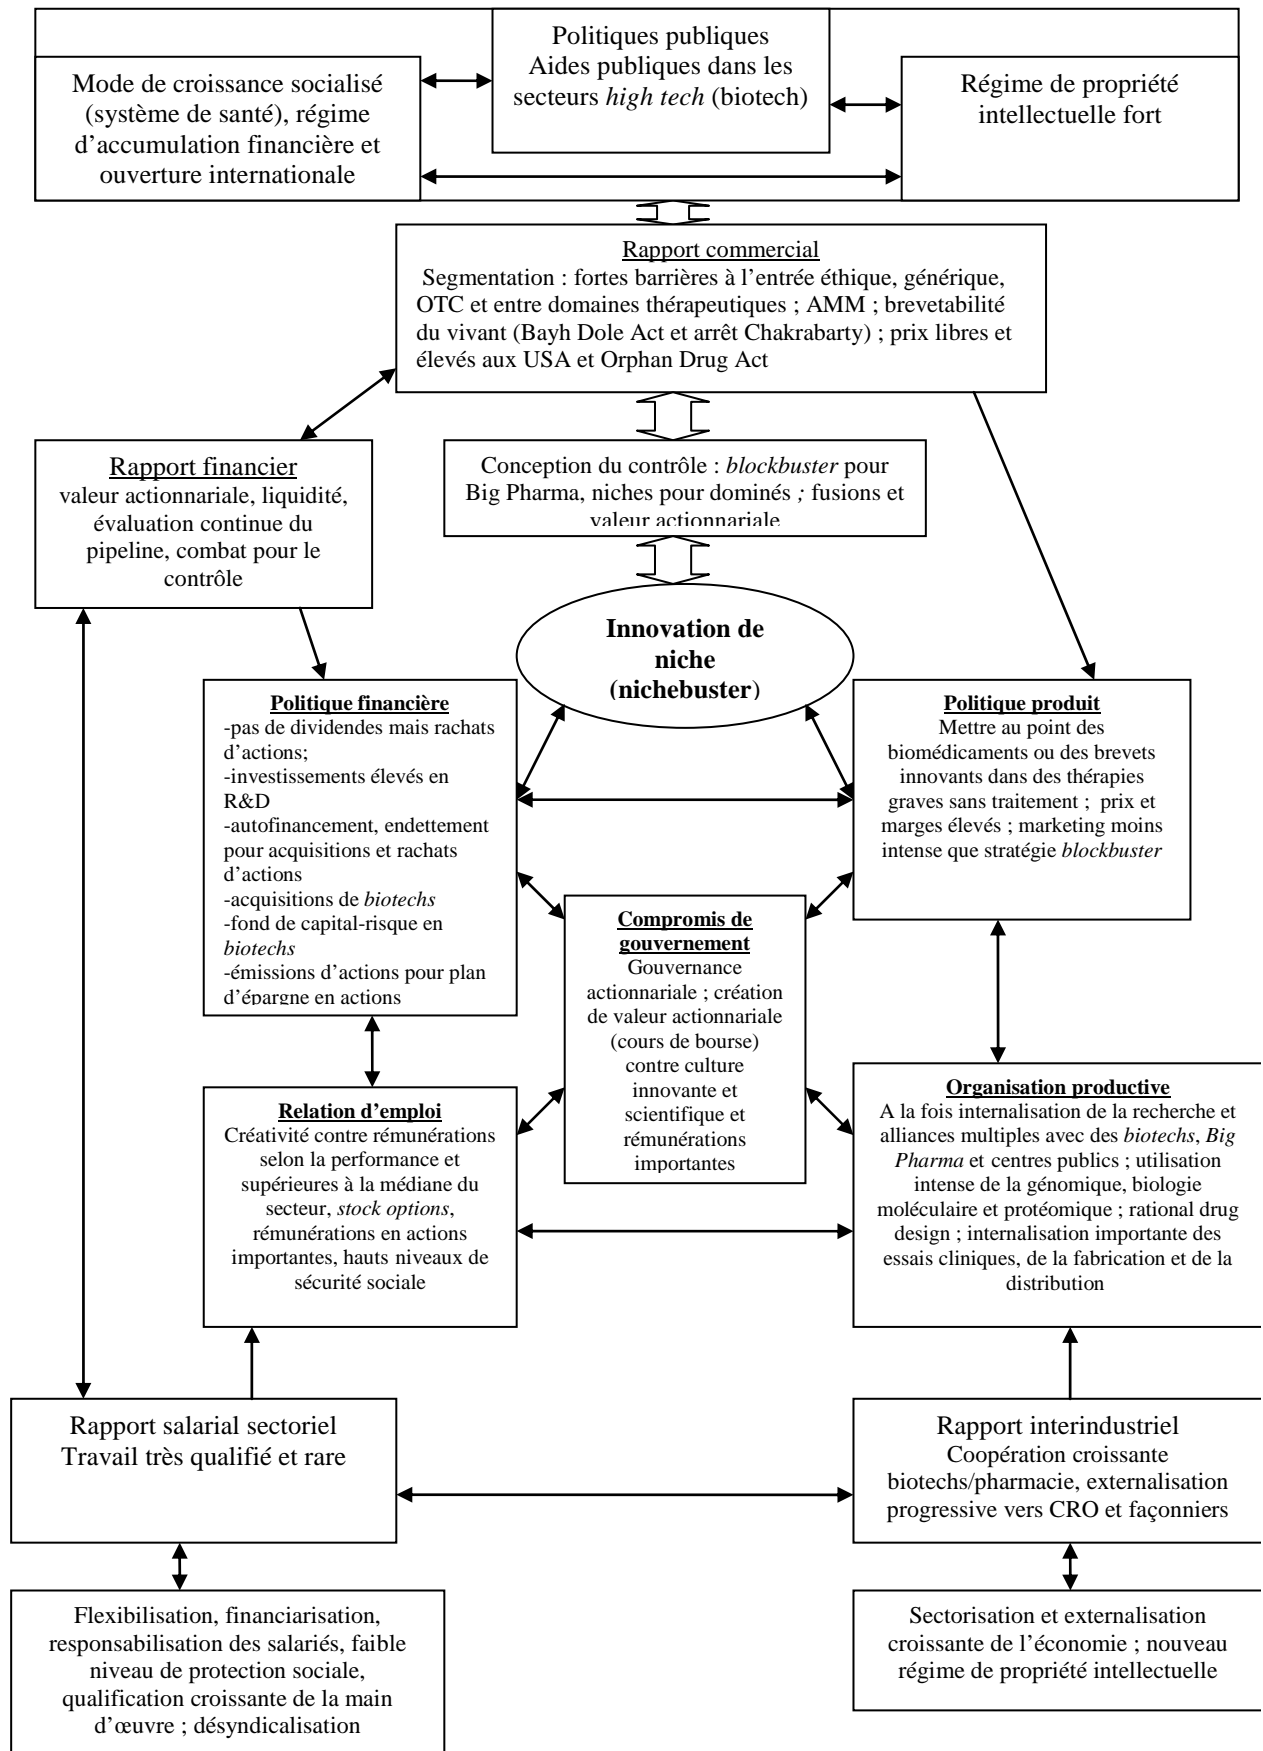 Politiques publiques
Aides publiques dans les
secteurs high tech (biotech)
Mode de croissance socialisé
(système de santé), régime
d’accumulation financière et
ouverture internationale
Régime de propriété
intellectuelle fort
Rapport commercial
Segmentation : fortes barrières à l’entrée éthique, générique,
OTC et entre domaines thérapeutiques ; AMM ; brevetabilité
du vivant (Bayh Dole Act et arrêt Chakrabarty) ; prix libres et
élevés aux USA et Orphan Drug Act
Rapport financier
valeur actionnariale, liquidité,
évaluation continue du
pipeline, combat pour le
contrôle
Conception du contrôle : blockbuster pour
Big Pharma, niches pour dominés ; fusions et
valeur actionnariale
Innovation de
niche
(nichebuster)
Politique financière
-pas de dividendes mais rachats
d’actions;
-investissements élevés en
R&D
-autofinancement, endettement
pour acquisitions et rachats
d’actions
-acquisitions de biotechs
-fond de capital-risque en
biotechs
-émissions d’actions pour plan
d’épargne en actions
Politique produit
Mettre au point des
biomédicaments ou des brevets
innovants dans des thérapies
graves sans traitement ; prix et
marges élevés ; marketing moins
intense que stratégie blockbuster
Compromis de
gouvernement
Gouvernance
actionnariale ; création
de valeur actionnariale
(cours de bourse)
contre culture
innovante et
scientifique et
rémunérations
importantes
Relation d’emploi
Créativité contre rémunérations
selon la performance et
supérieures à la médiane du
secteur, stock options,
rémunérations en actions
importantes, hauts niveaux de
sécurité sociale
Organisation productive
A la fois internalisation de la recherche et
alliances multiples avec des biotechs, Big
Pharma et centres publics ; utilisation
intense de la génomique, biologie
moléculaire et protéomique ; rational drug
design ; internalisation importante des
essais cliniques, de la fabrication et de la
distribution
Rapport salarial sectoriel
Travail très qualifié et rare
Rapport interindustriel
Coopération croissante
biotechs/pharmacie, externalisation
progressive vers CRO et façonniers
Flexibilisation, financiarisation,
responsabilisation des salariés, faible
niveau de protection sociale,
qualification croissante de la main
d’œuvre ; désyndicalisation
Sectorisation et externalisation
croissante de l’économie ; nouveau
régime de propriété intellectuelle